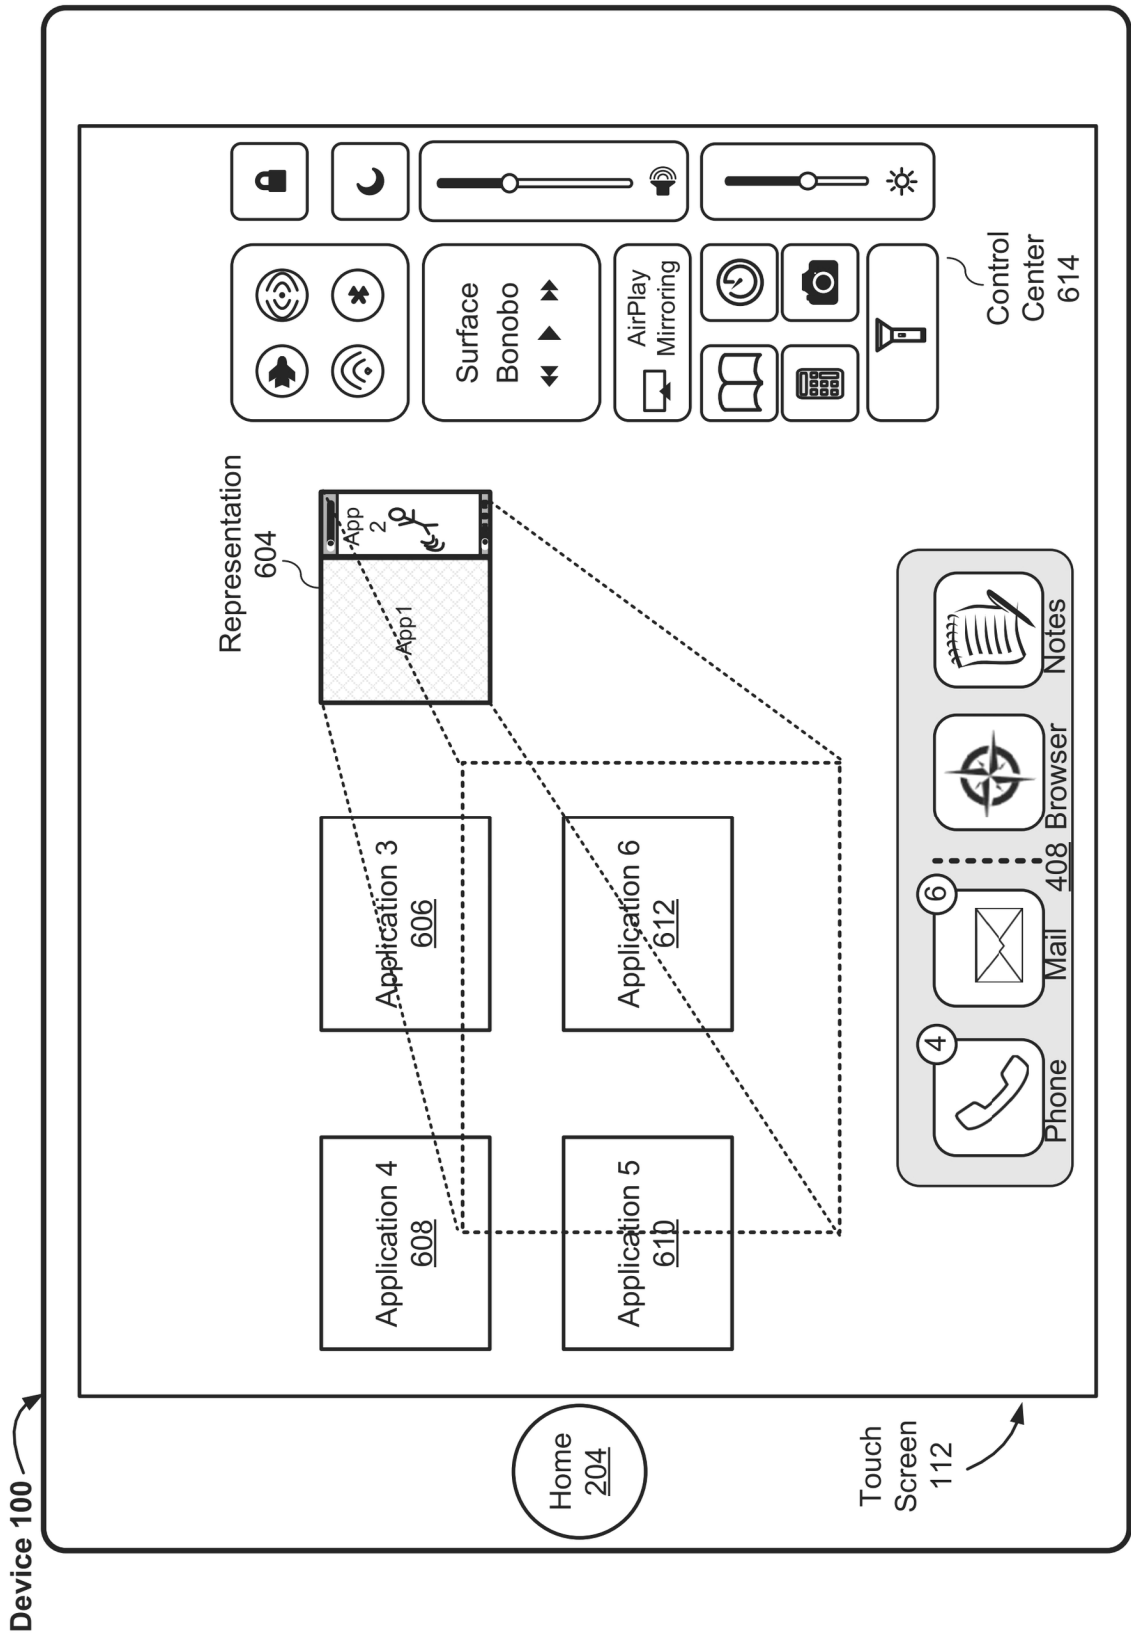 Device 100
Home
204
Touch
Screen
112
Application 4
608
Application 3
606
Application 5
610
Application 6
612
Representation
604
App1
App
2
Surface
Bonobo
AirPlay
Mirroring
Control
Center
614
4
Phone
6
Mail
408
Browser
Notes